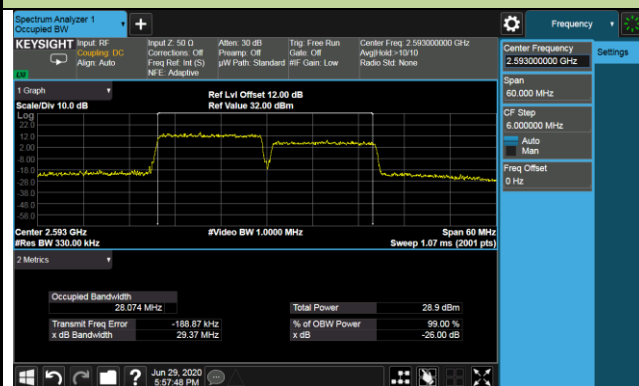 Spectrum Analyzer 1
Occupied BW
Frequency
KEYSIGHT
Input: RF
Coupling: DC
Align: Auto
Input Z: 50 Ω
Corrections: Off
Freq Ref: Int (S)
NFE: Adaptive
Atten: 30 dB
Preamp: Off
µW Path: Standard
Trig: Free Run
Gate: Off
#IF Gain: Low
Center Freq: 2.593000000 GHz
Avg|Hold:>10/10
Radio Std: None
Center Frequency
2.593000000 GHz
Settings
Span
60.000 MHz
CF Step
6.000000 MHz
Auto
Man
Freq Offset
0 Hz
1 Graph
Scale/Div 10.0 dB
Ref Lvl Offset 12.00 dB
Ref Value 32.00 dBm
Log
22.0
12.0
2.00
-8.00
-18.0
-28.0
-38.0
-48.0
-58.0
Center 2.593 GHz
#Res BW 330.00 kHz
#Video BW 1.0000 MHz
Span 60 MHz
Sweep 1.07 ms (2001 pts)
2 Metrics
Occupied Bandwidth
28.074 MHz
Total Power 28.9 dBm
Transmit Freq Error -188.87 kHz
% of OBW Power 99.00 %
x dB Bandwidth 29.37 MHz
x dB -26.00 dB
Jun 29, 2020
5:57:48 PM